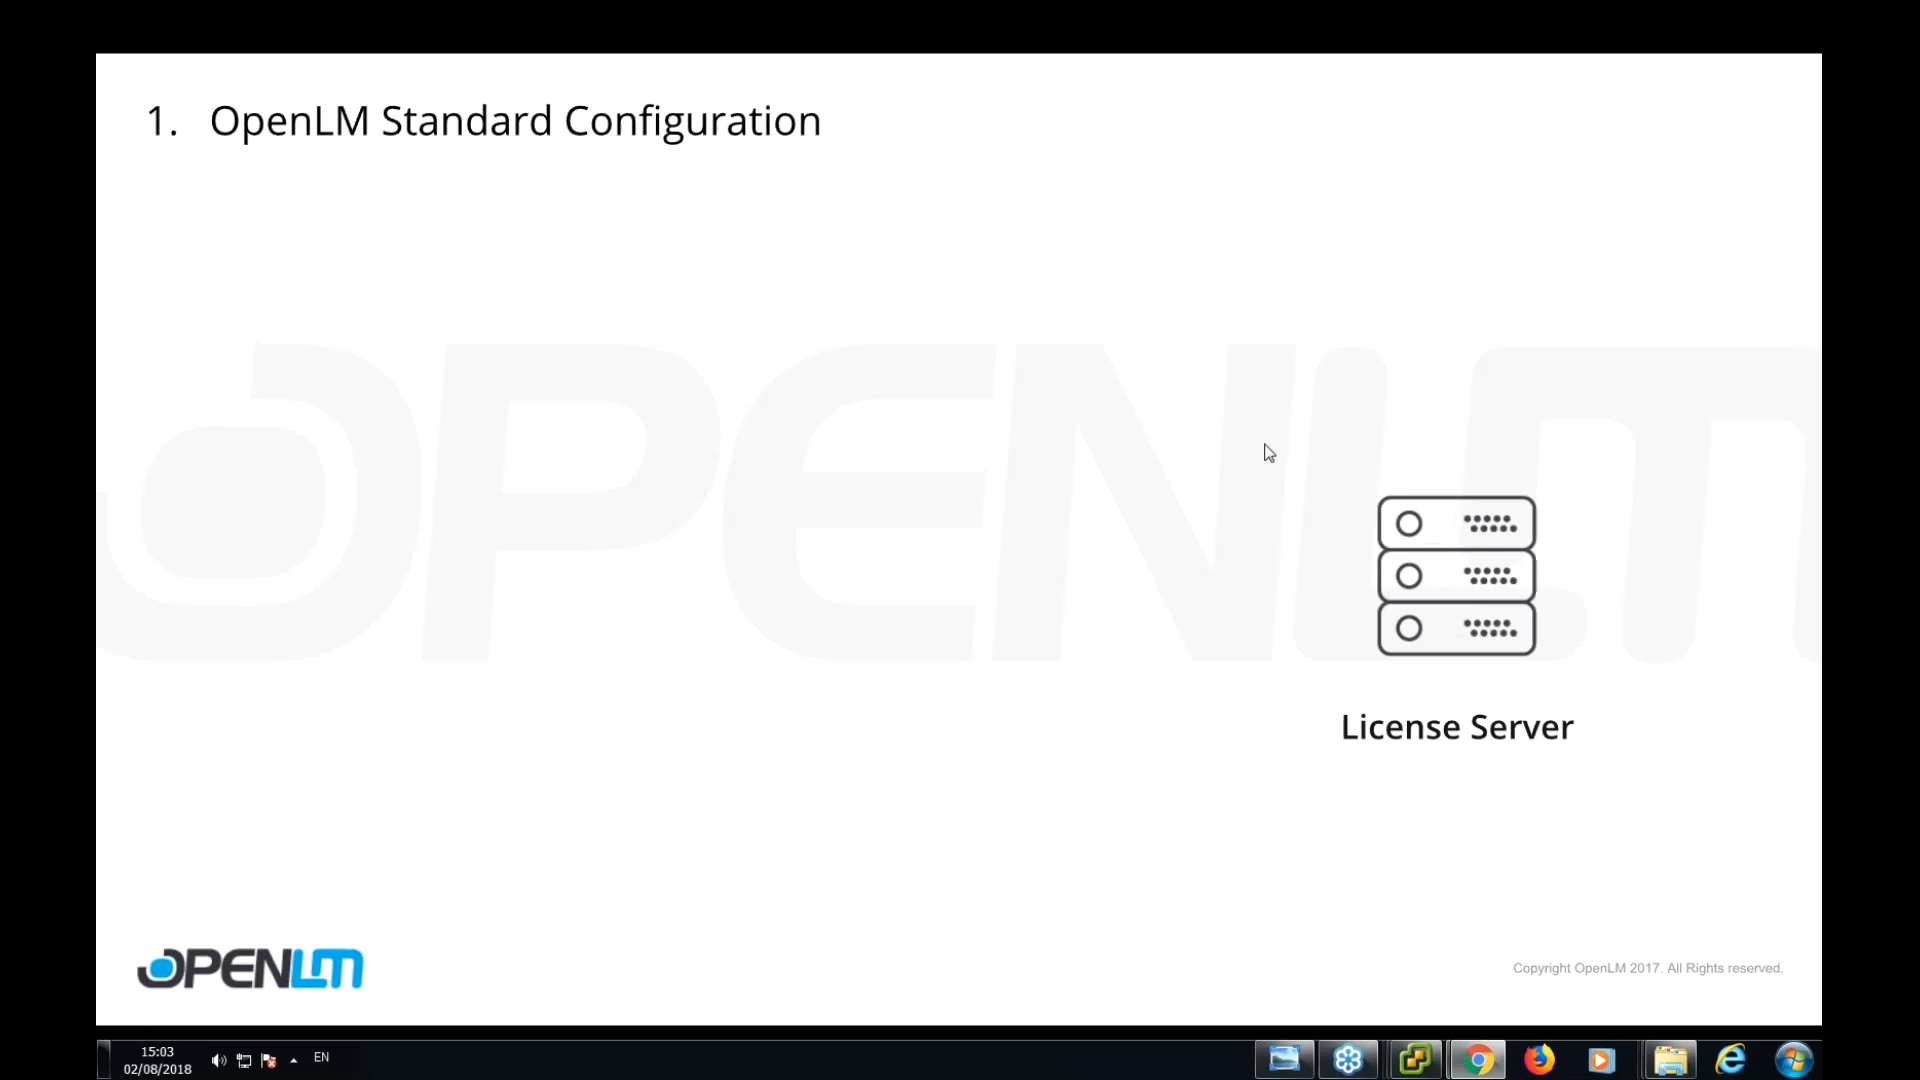 1. OpenLM Standard Configuration
OPENLM
License Server
OPENLM
Copyright OpenLM 2017. All Rights reserved.
15:03
02/08/2018
EN